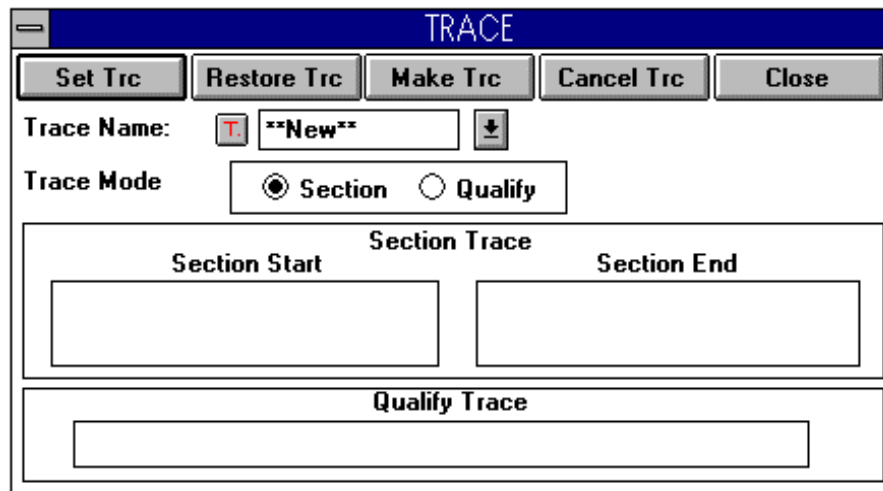 TRACE
Set Trc Restore Trc Make Trc Cancel Trc Close
Trace Name: T. **New**
Trace Mode Section Qualify
Section Trace
Section Start Section End
Qualify Trace